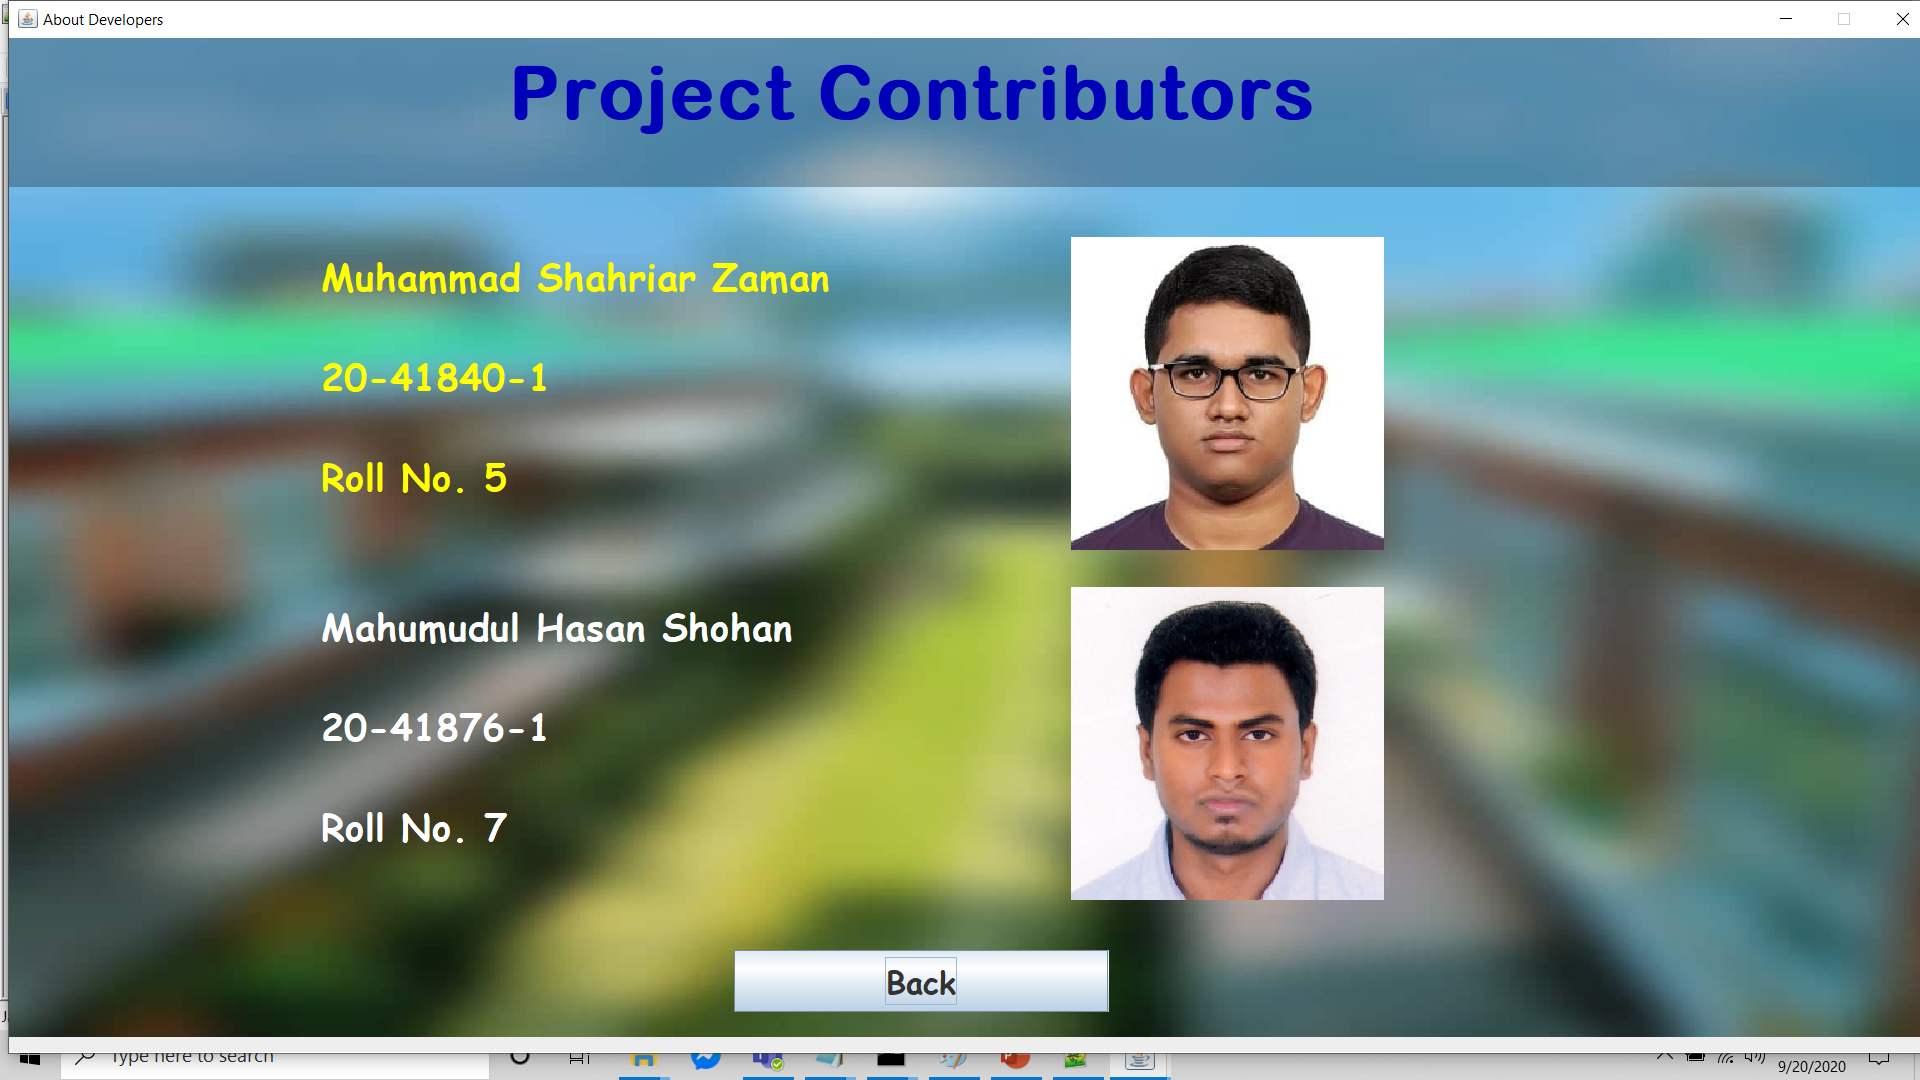 About Developers
Project Contributors
Muhammad Shahriar Zaman
20-41840-1
Roll No. 5
Mahumudul Hasan Shohan
20-41876-1
Roll No. 7
Back
Type here to search
9/20/2020